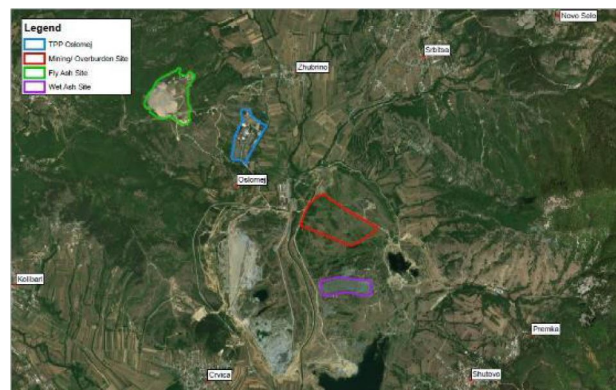 Legend
TPP Oslomej
Mining/ Overburden Site
Fly Ash Site
Wet Ash Site
Novo Selo
Srbitva
Zhubrino
Oslomej
Kolibari
Premka
Crvica
Shutovo